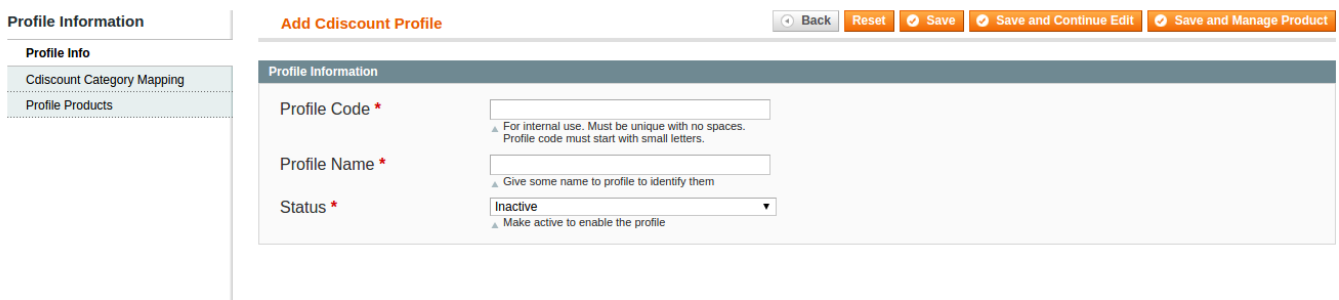 Profile Information
Profile Info
Cdiscount Category Mapping
Profile Products
Add Cdiscount Profile
Back Reset Save Save and Continue Edit Save and Manage Product
Profile Information
Profile Code *
For internal use. Must be unique with no spaces.
Profile code must start with small letters.
Profile Name *
Give some name to profile to identify them
Status *
Inactive
Make active to enable the profile